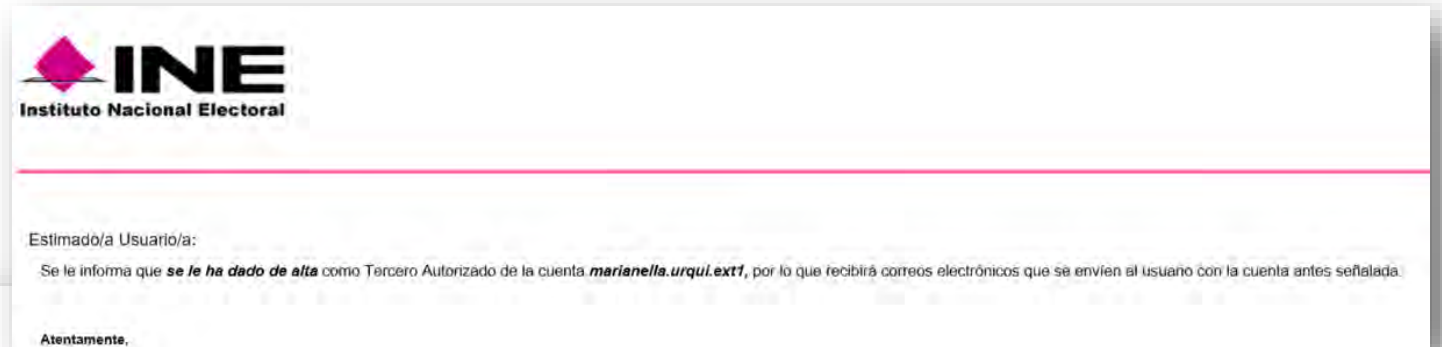 INE
Instituto Nacional Electoral
Estimado/a Usuario/a:
Se le informa que se le ha dado de alta como Tercero Autorizado de la cuenta marianella.urqui.ext1, por lo que recibirá correos electrónicos que se envíen al usuario con la cuenta antes señalada.
Atentamente,